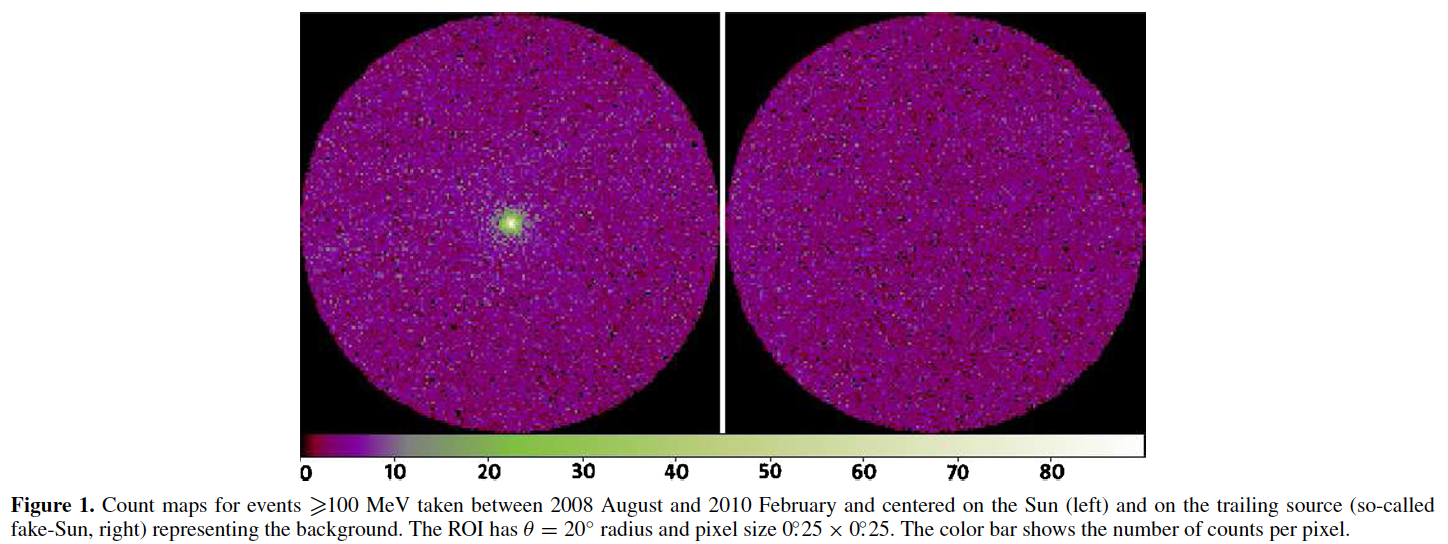 0 10 20 30 40 50 60 70 80
Figure 1. Count maps for events ⩾100 MeV taken between 2008 August and 2010 February and centered on the Sun (left) and on the trailing source (so-called
fake-Sun, right) representing the background. The ROI has θ = 20° radius and pixel size 0°.25 × 0°.25. The color bar shows the number of counts per pixel.